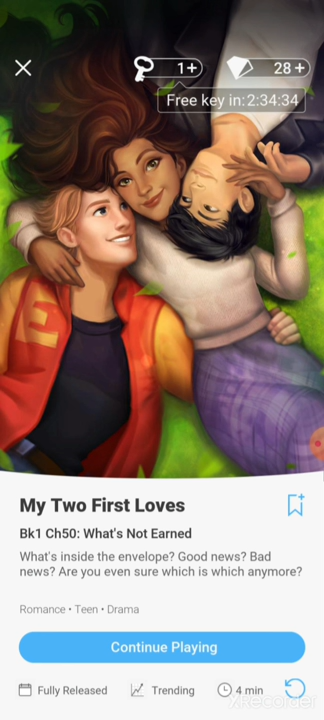 1+
28+
Free key in:2:34:34
E
My Two First Loves
Bk1 Ch50: What's Not Earned
What's inside the envelope? Good news? Bad
news? Are you even sure which is which anymore?
Romance • Teen • Drama
Continue Playing
Fully Released
Trending
4 min
XRecorder